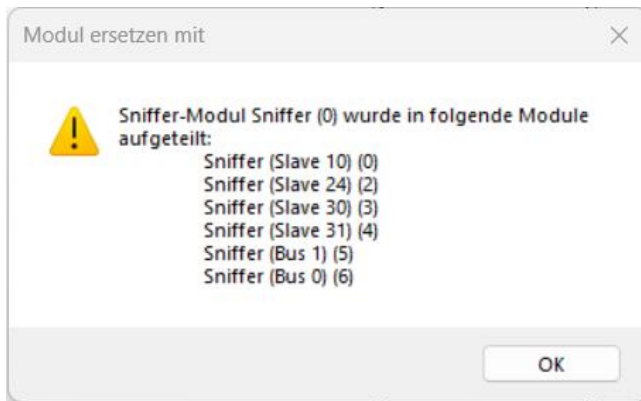 Modul ersetzen mit
Sniffer-Modul Sniffer (0) wurde in folgende Module
aufgeteilt:
Sniffer (Slave 10) (0)
Sniffer (Slave 24) (2)
Sniffer (Slave 30) (3)
Sniffer (Slave 31) (4)
Sniffer (Bus 1) (5)
Sniffer (Bus 0) (6)
OK